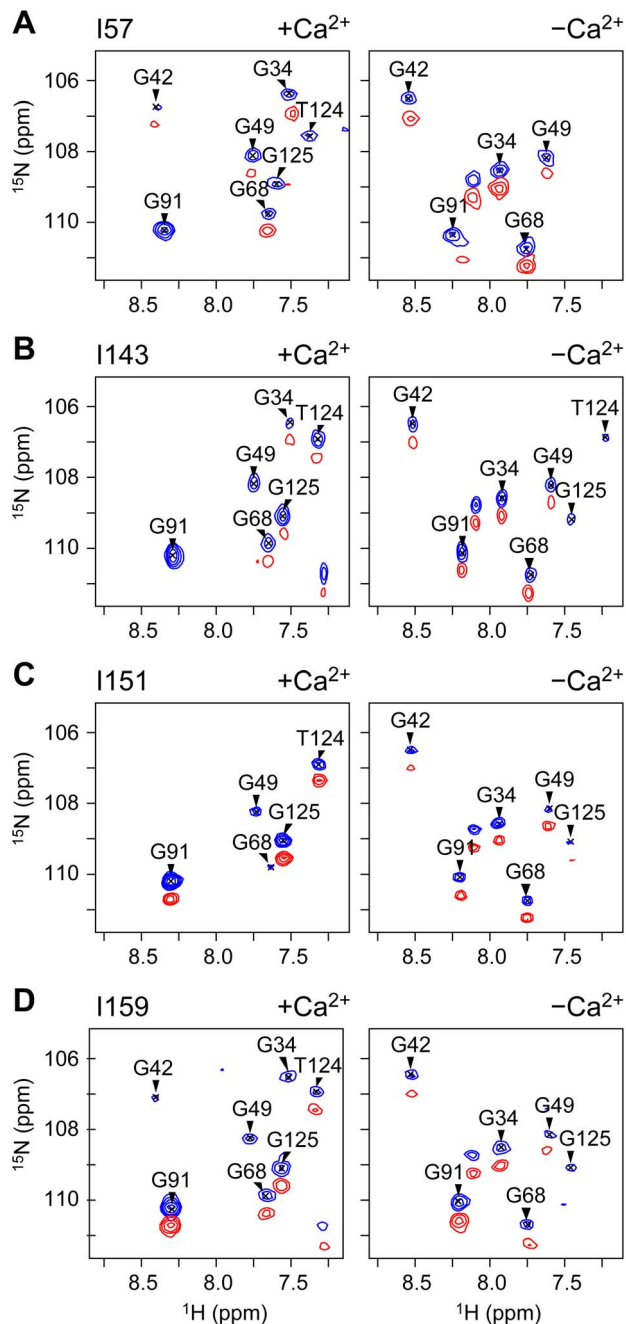 A
I57 +Ca2+ −Ca2+
G42 G34 T124 G49 G125 G68 G91
G42 G34 G49 G91 G68
106
108
110
15N (ppm)
8.5 8.0 7.5 8.5 8.0 7.5
B
I143 +Ca2+ −Ca2+
G34 T124 G49 G125 G68 G91
G42 T124 G34 G49 G125 G91 G68
106
108
110
15N (ppm)
8.5 8.0 7.5 8.5 8.0 7.5
C
I151 +Ca2+ −Ca2+
T124 G49 G125 G68 G91
G42 G34 G49 G125 G91 G68
106
108
110
15N (ppm)
8.5 8.0 7.5 8.5 8.0 7.5
D
I159 +Ca2+ −Ca2+
G42 G34 T124 G49 G125 G68 G91
G42 G34 G49 G125 G91 G68
106
108
110
15N (ppm)
8.5 8.0 7.5 8.5 8.0 7.5
1H (ppm) 1H (ppm)